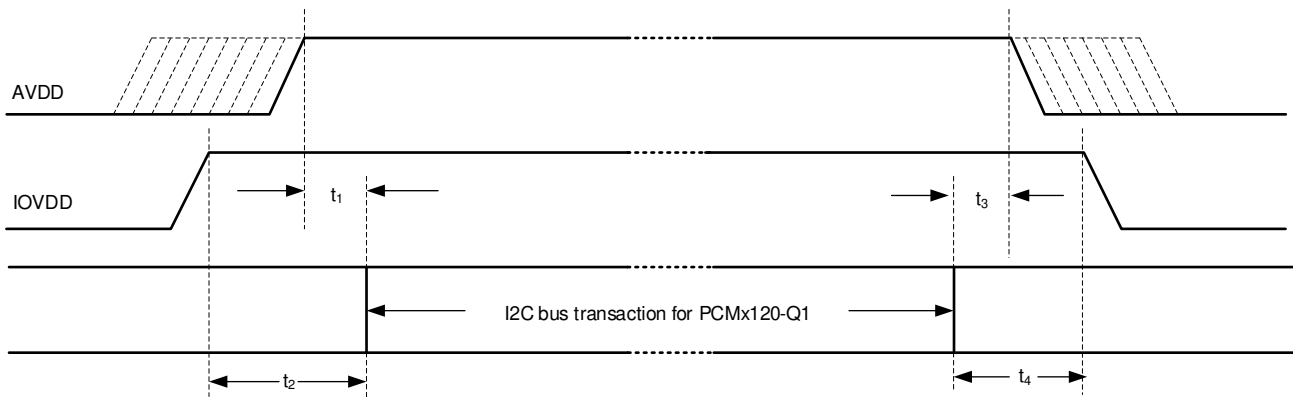 AVDD
IOVDD
t₁
t₃
I2C bus transaction for PCMx120-Q1
t₂
t₄